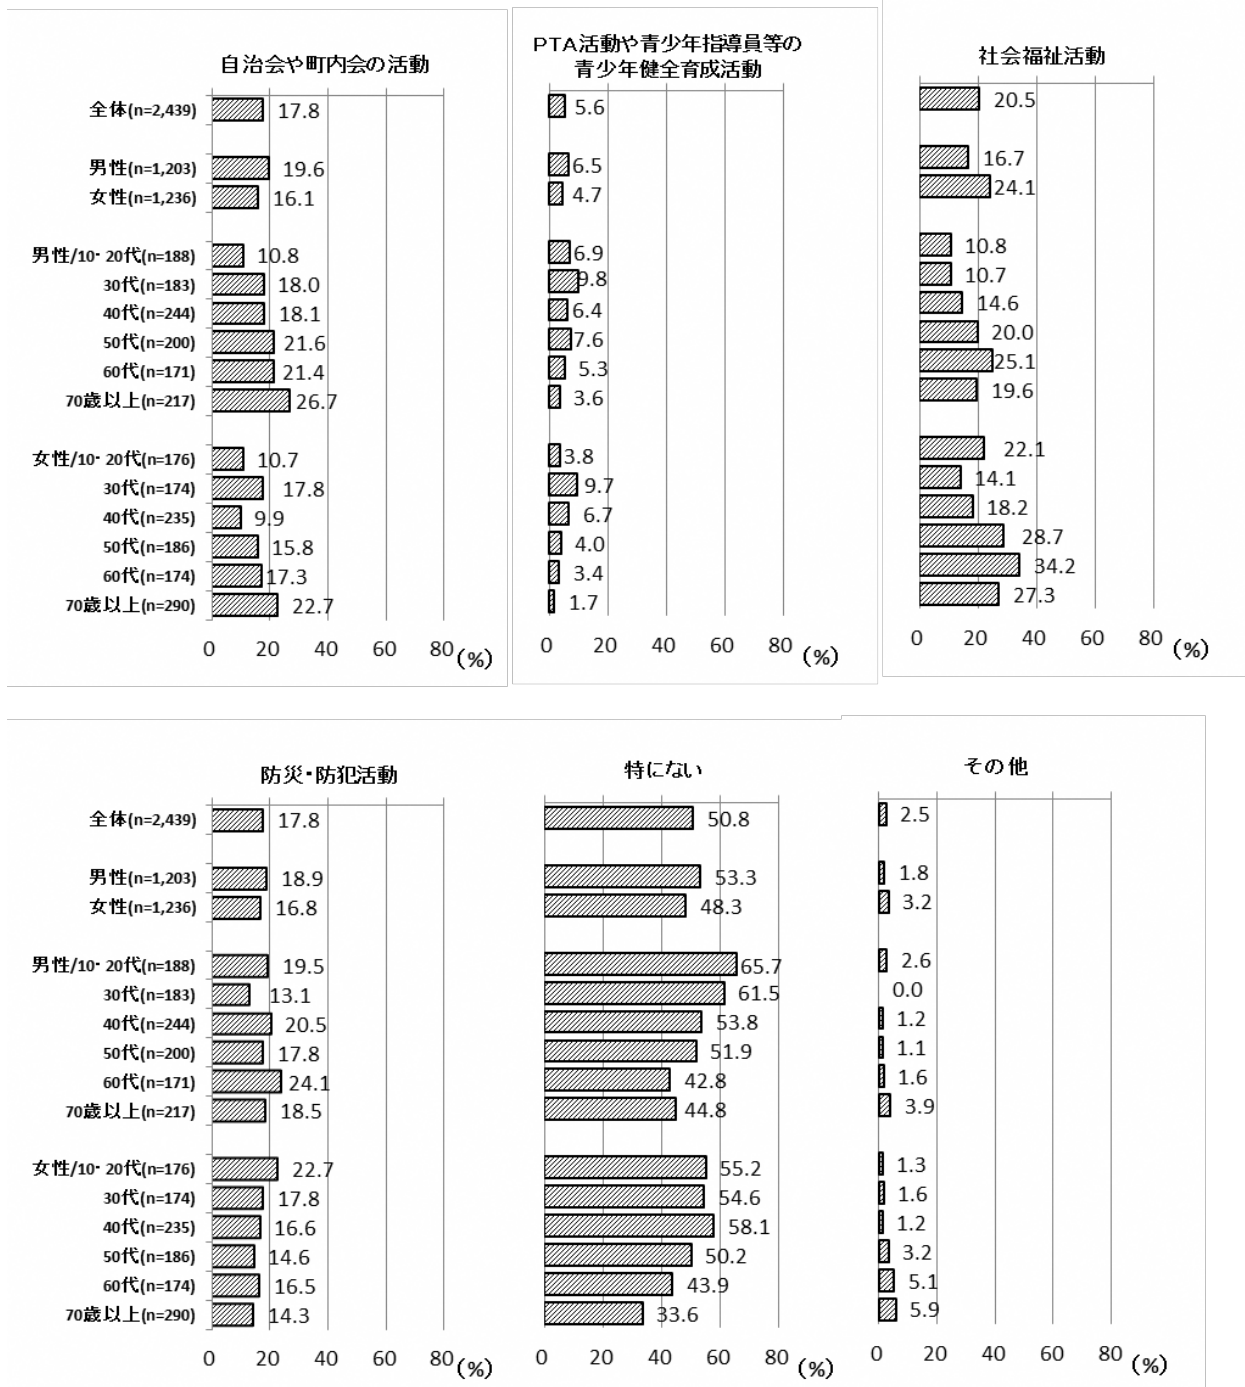 自治会や町内会の活動
全体(n=2,439) 17.8
男性(n=1,203) 19.6
女性(n=1,236) 16.1
男性/10・20代(n=188) 10.8
30代(n=183) 18.0
40代(n=244) 18.1
50代(n=200) 21.6
60代(n=171) 21.4
70歳以上(n=217) 26.7
女性/10・20代(n=176) 10.7
30代(n=174) 17.8
40代(n=235) 9.9
50代(n=186) 15.8
60代(n=174) 17.3
70歳以上(n=290) 22.7
0 20 40 60 80 (%)
PTA活動や青少年指導員等の
青少年健全育成活動
5.6
6.5
4.7
6.9
9.8
6.4
7.6
5.3
3.6
3.8
9.7
6.7
4.0
3.4
1.7
0 20 40 60 80 (%)
社会福祉活動
20.5
16.7
24.1
10.8
10.7
14.6
20.0
25.1
19.6
22.1
14.1
18.2
28.7
34.2
27.3
0 20 40 60 80 (%)
防災・防犯活動
全体(n=2,439) 17.8
男性(n=1,203) 18.9
女性(n=1,236) 16.8
男性/10・20代(n=188) 19.5
30代(n=183) 13.1
40代(n=244) 20.5
50代(n=200) 17.8
60代(n=171) 24.1
70歳以上(n=217) 18.5
女性/10・20代(n=176) 22.7
30代(n=174) 17.8
40代(n=235) 16.6
50代(n=186) 14.6
60代(n=174) 16.5
70歳以上(n=290) 14.3
0 20 40 60 80 (%)
特にない
50.8
53.3
48.3
65.7
61.5
53.8
51.9
42.8
44.8
55.2
54.6
58.1
50.2
43.9
33.6
0 20 40 60 80 (%)
その他
2.5
1.8
3.2
2.6
0.0
1.2
1.1
1.6
3.9
1.3
1.6
1.2
3.2
5.1
5.9
0 20 40 60 80 (%)